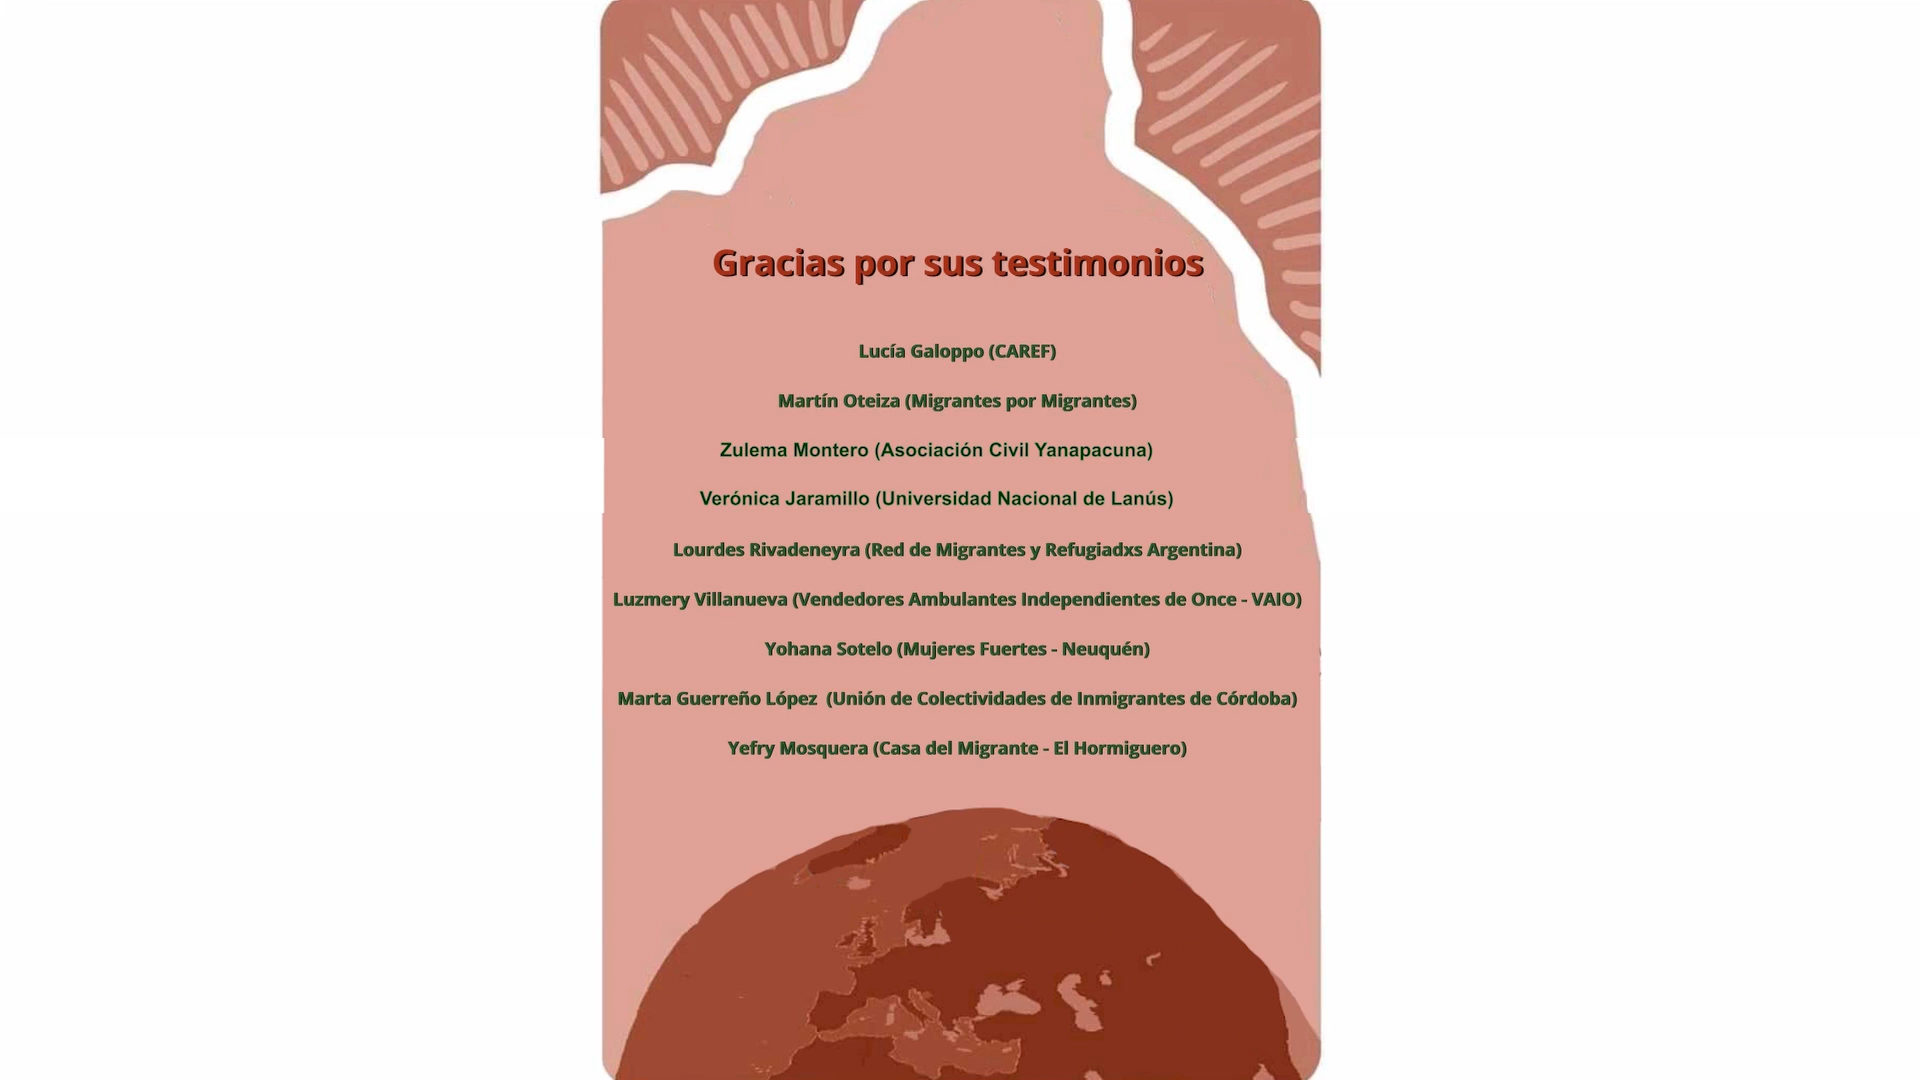 Gracias por sus testimonios
Lucía Galoppo (CAREF)
Martín Oteiza (Migrantes por Migrantes)
Zulema Montero (Asociación Civil Yanapacuna)
Verónica Jaramillo (Universidad Nacional de Lanús)
Lourdes Rivadeneyra (Red de Migrantes y Refugiadxs Argentina)
Luzmery Villanueva (Vendedores Ambulantes Independientes de Once - VAIO)
Yohana Sotelo (Mujeres Fuertes - Neuquén)
Marta Guerreño López  (Unión de Colectividades de Inmigrantes de Córdoba)
Yefry Mosquera (Casa del Migrante - El Hormiguero)